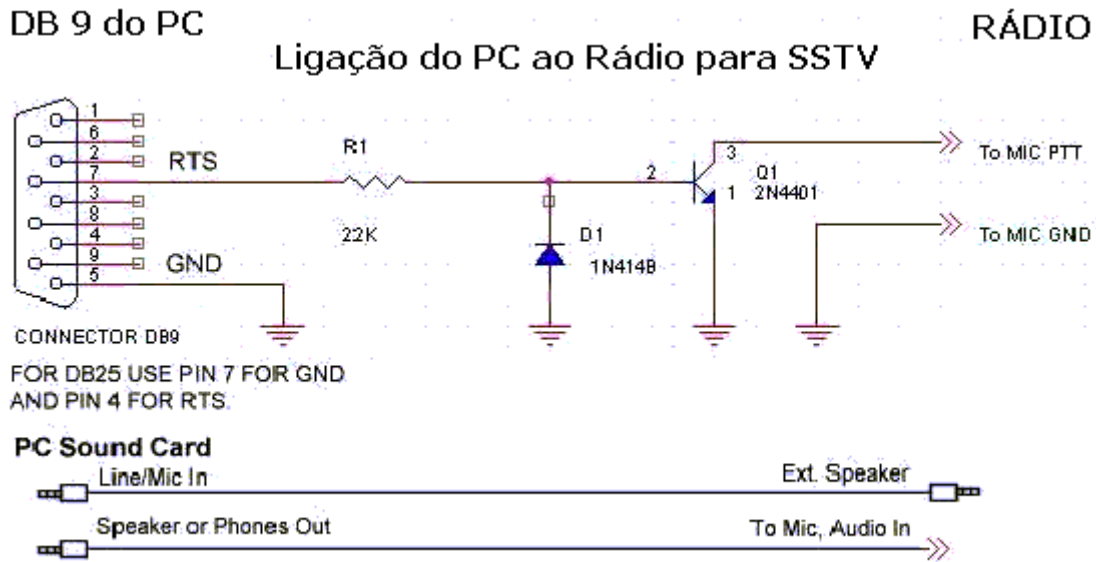 DB 9 do PC
RÁDIO
Ligação do PC ao Rádio para SSTV
1
6
2
7
3
8
4
9
5
RTS
GND
R1
22K
D1
1N4148
2
3
1
Q1
2N4401
To MIC PTT
To MIC GND
CONNECTOR DB9
FOR DB25 USE PIN 7 FOR GND
AND PIN 4 FOR RTS.
PC Sound Card
Line/Mic In
Ext. Speaker
Speaker or Phones Out
To Mic, Audio In